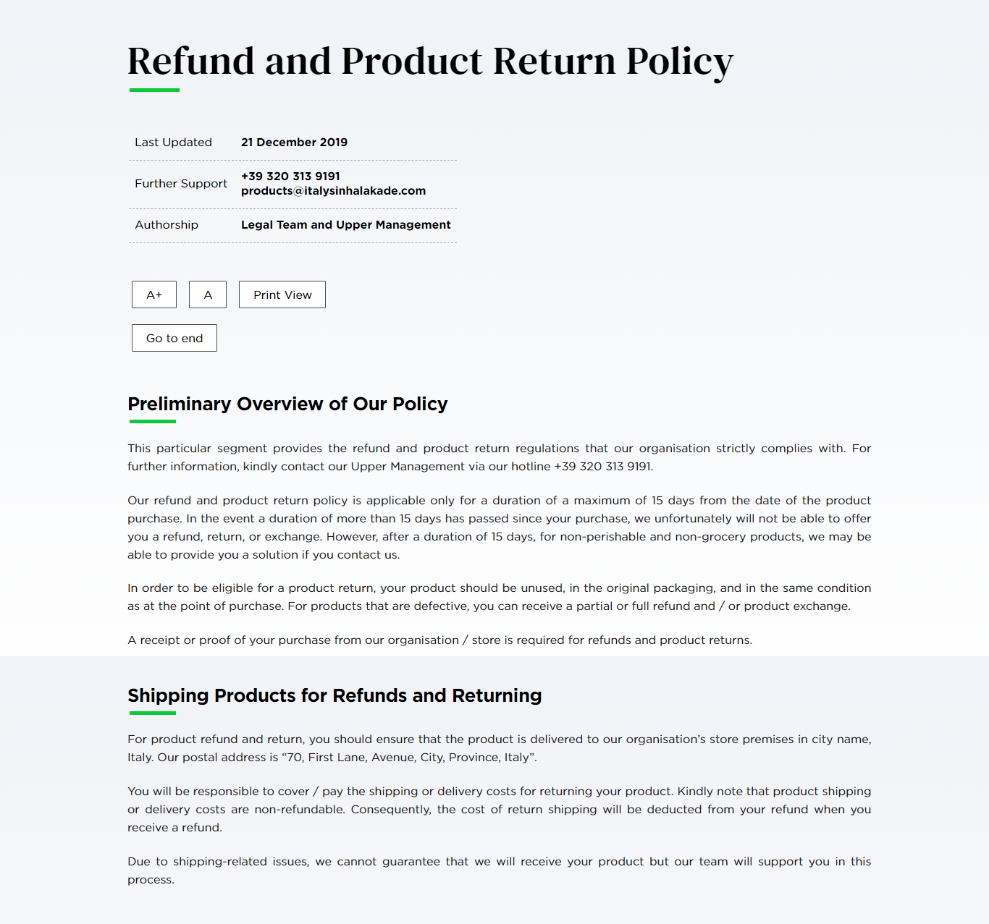 Refund and Product Return Policy
Last Updated 21 December 2019
Further Support +39 320 313 9191
products@italysinhalakade.com
Authorship Legal Team and Upper Management
A+ A Print View
Go to end
Preliminary Overview of Our Policy
This particular segment provides the refund and product return regulations that our organisation strictly complies with. For
further information, kindly contact our Upper Management via our hotline +39 320 313 9191.
Our refund and product return policy is applicable only for a duration of a maximum of 15 days from the date of the product
purchase. In the event a duration of more than 15 days has passed since your purchase, we unfortunately will not be able to offer
you a refund, return, or exchange. However, after a duration of 15 days, for non-perishable and non-grocery products, we may be
able to provide you a solution if you contact us.
In order to be eligible for a product return, your product should be unused, in the original packaging, and in the same condition
as at the point of purchase. For products that are defective, you can receive a partial or full refund and / or product exchange.
A receipt or proof of your purchase from our organisation / store is required for refunds and product returns.
Shipping Products for Refunds and Returning
For product refund and return, you should ensure that the product is delivered to our organisation’s store premises in city name,
Italy. Our postal address is “70, First Lane, Avenue, City, Province, Italy”.
You will be responsible to cover / pay the shipping or delivery costs for returning your product. Kindly note that product shipping
or delivery costs are non-refundable. Consequently, the cost of return shipping will be deducted from your refund when you
receive a refund.
Due to shipping-related issues, we cannot guarantee that we will receive your product but our team will support you in this
process.